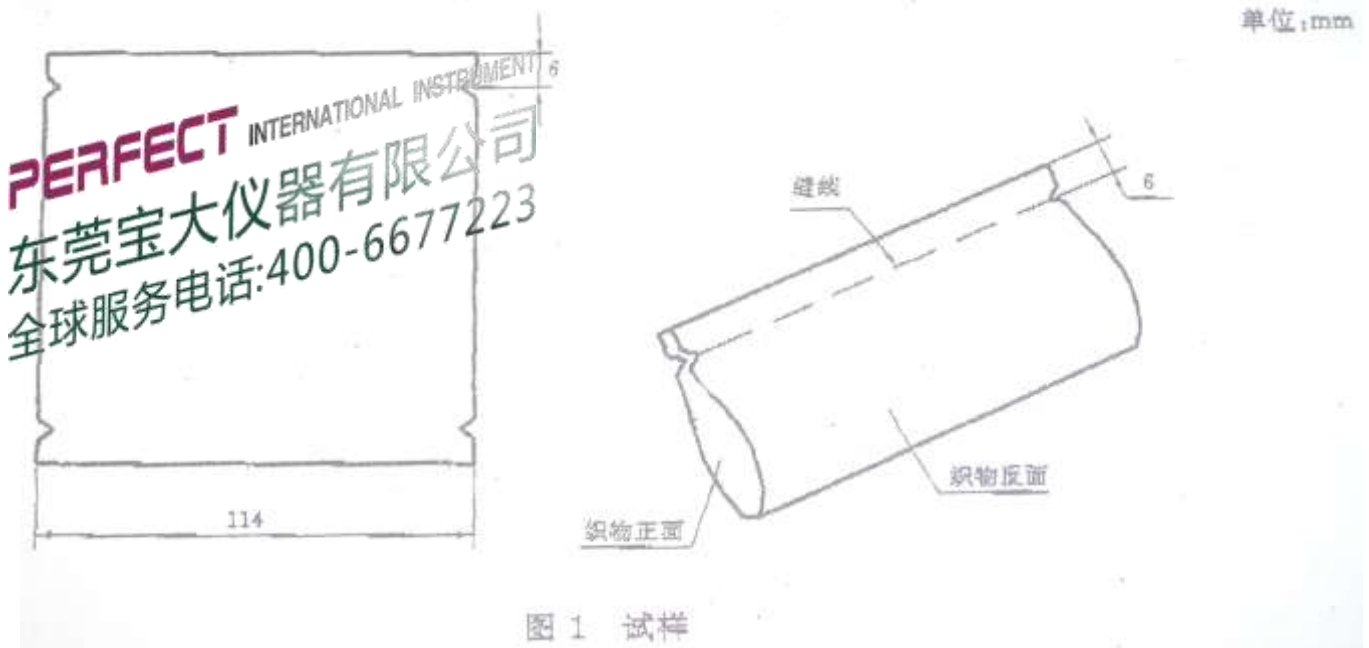 单位:mm
6
PERFECT INTERNATIONAL INSTRUMENT
东莞宝大仪器有限公司
全球服务电话:400-6677223
缝线
6
织物反面
114
织物正面
图 1 试样